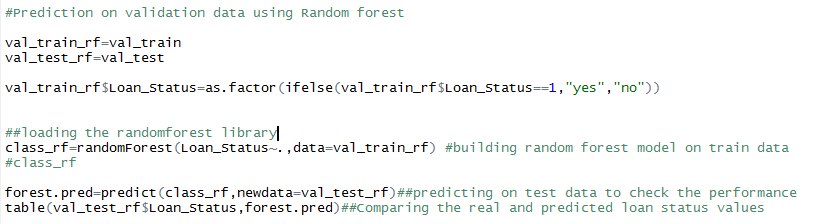 #Prediction on validation data using Random forest
val_train_rf=val_train
val_test_rf=val_test
val_train_rf$Loan_Status=as.factor(ifelse(val_train_rf$Loan_Status==1,"yes","no"))
##loading the randomforest library
class_rf=randomForest(Loan_Status~.,data=val_train_rf) #building random forest model on train data
#class_rf
forest.pred=predict(class_rf,newdata=val_test_rf)##predicting on test data to check the performance
table(val_test_rf$Loan_Status,forest.pred)##Comparing the real and predicted loan status values